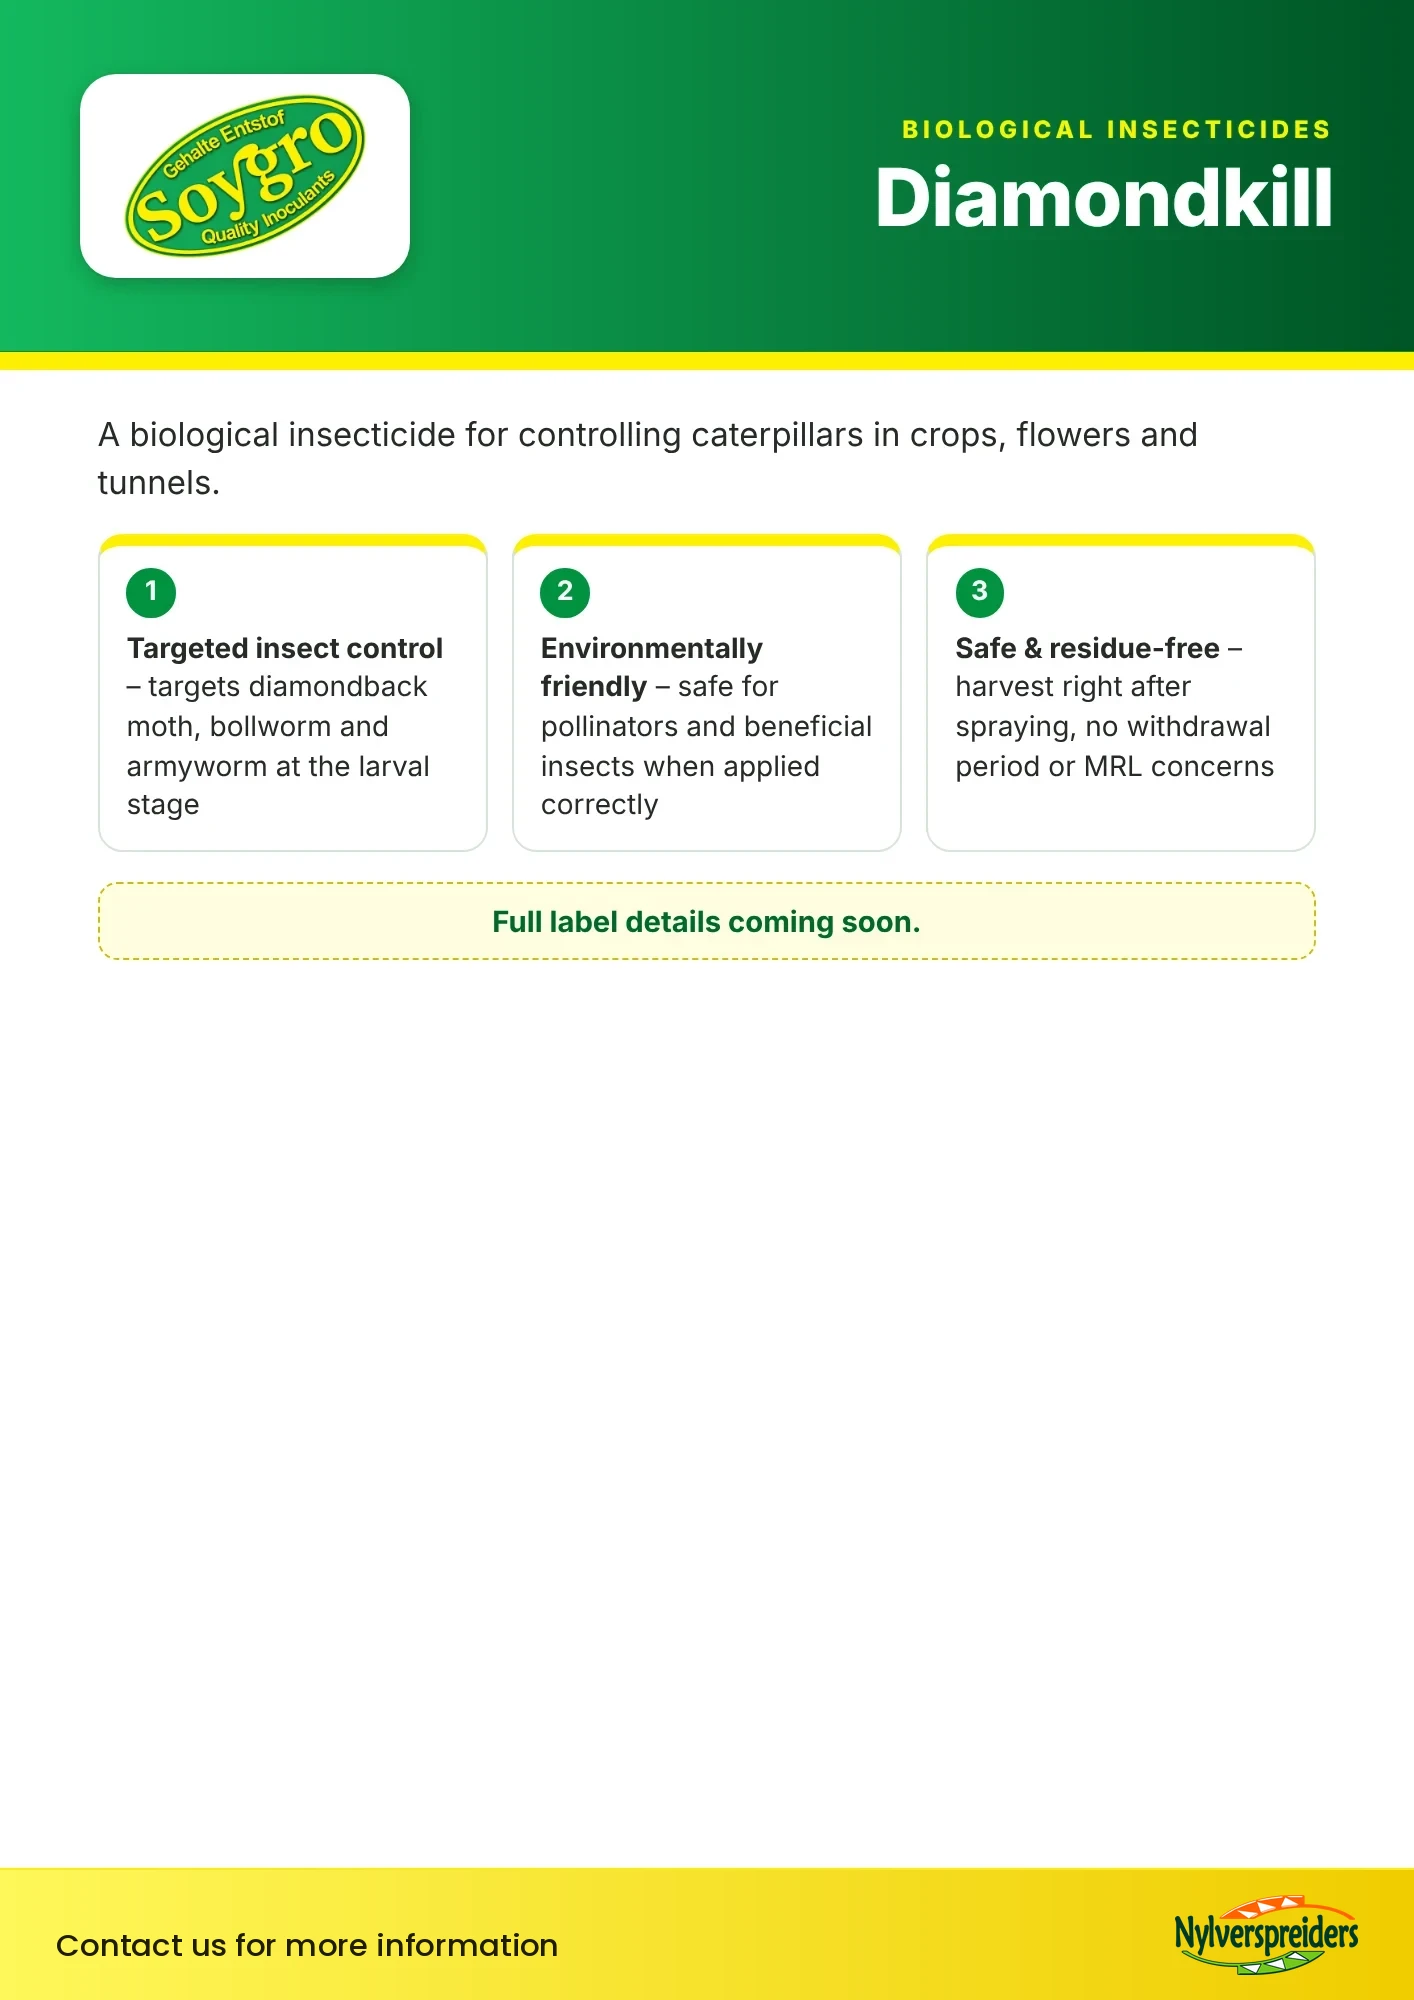 Gehalte Entstof
Soygro
Quality Inoculants
BIOLOGICAL INSECTICIDES
Diamondkill
A biological insecticide for controlling caterpillars in crops, flowers and
tunnels.
1
Targeted insect control
– targets diamondback
moth, bollworm and
armyworm at the larval
stage
2
Environmentally
friendly – safe for
pollinators and beneficial
insects when applied
correctly
3
Safe & residue-free –
harvest right after
spraying, no withdrawal
period or MRL concerns
Full label details coming soon.
Contact us for more information
Nylverspreiders